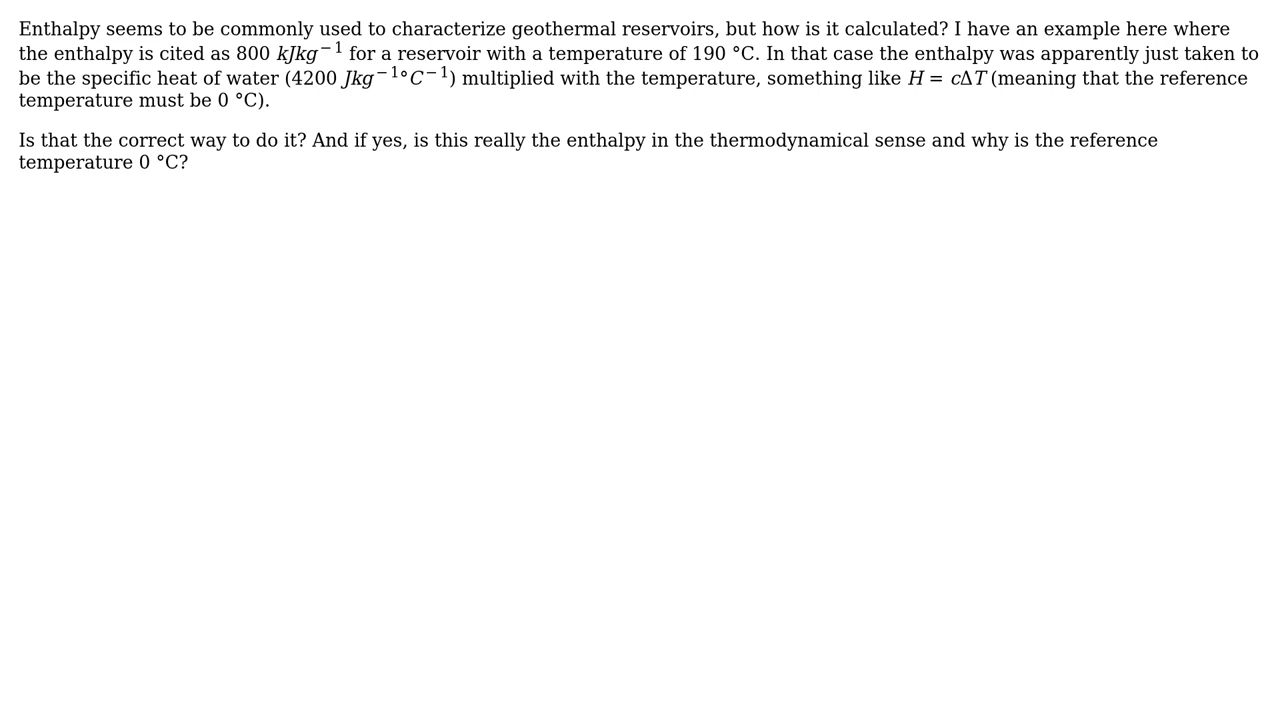 Enthalpy seems to be commonly used to characterize geothermal reservoirs, but how is it calculated? I have an example here where
the enthalpy is cited as 800 kJkg⁻¹ for a reservoir with a temperature of 190 °C. In that case the enthalpy was apparently just taken to
be the specific heat of water (4200 Jkg⁻¹°C⁻¹) multiplied with the temperature, something like H = cΔT (meaning that the reference
temperature must be 0 °C).
Is that the correct way to do it? And if yes, is this really the enthalpy in the thermodynamical sense and why is the reference
temperature 0 °C?